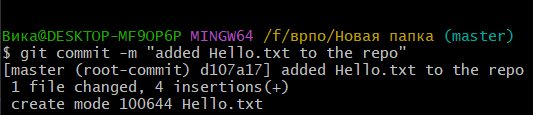 Вика@DESKTOP-MF9OP6P MINGW64 /f/врпо/Новая папка (master)
$ git commit -m "added Hello.txt to the repo"
[master (root-commit) d107a17] added Hello.txt to the repo
1 file changed, 4 insertions(+)
create mode 100644 Hello.txt